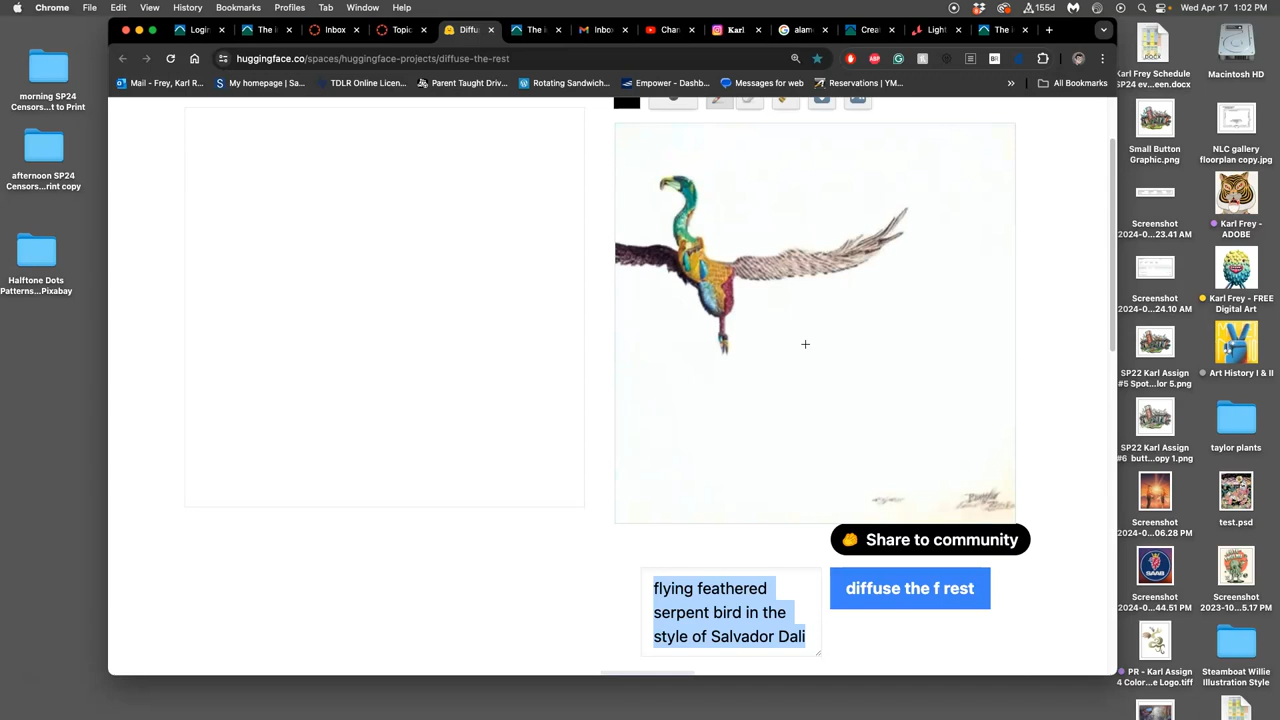 Chrome File Edit View History Bookmarks Profiles Tab Window Help
155d
Wed Apr 17 1:02 PM
Login
The i
Inbox
Topic
Diffus
The k
Inbox
Chan
Karl
alam
Creat
Light
The i
huggingface.co/spaces/huggingface-projects/diffuse-the-rest
Mail - Frey, Karl R...
My homepage | Sa...
TDLR Online Licen...
Parent Taught Driv...
Rotating Sandwich...
Empower - Dashb...
Messages for web
Reservations | YM...
»
All Bookmarks
morning SP24
Censors...t to Print
afternoon SP24
Censors...rint copy
Halftone Dots
Patterns...Pixabay
Share to community
flying feathered
serpent bird in the
style of Salvador Dali
diffuse the f rest
Karl Frey Schedule
SP24 ev...een.docx
Macintosh HD
Small Button
Graphic.png
NLC gallery
floorplan copy.jpg
Screenshot
2024-0...23.41 AM
Karl Frey -
ADOBE
Screenshot
2024-0...24.10 AM
Karl Frey - FREE
Digital Art
SP22 Karl Assign
#5 Spot...lor 5.png
Art History I & II
SP22 Karl Assign
#6 butt...opy 1.png
taylor plants
Screenshot
2024-0...06.28 PM
test.psd
SAAB
Screenshot
2024-0...44.51 PM
Screenshot
2023-10...5.17 PM
PR - Karl Assign
4 Color...e Logo.tiff
Steamboat Willie
Illustration Style